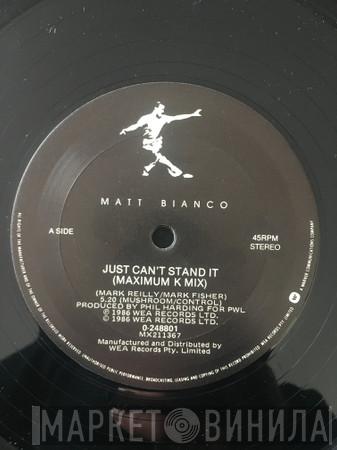 MATT BIANCO
A SIDE
45RPM
STEREO
JUST CAN'T STAND IT
(MAXIMUM K MIX)
(MARK REILLY/MARK FISHER)
5.20 (MUSHROOM/CONTROL)
PRODUCED BY PHIL HARDING FOR PWL
℗ 1986 WEA RECORDS LTD.
© 1986 WEA RECORDS LTD.
0-248801
MX211367
Manufactured and Distributed by
WEA Records Pty. Limited
МАРКЕТ ВИНИЛА